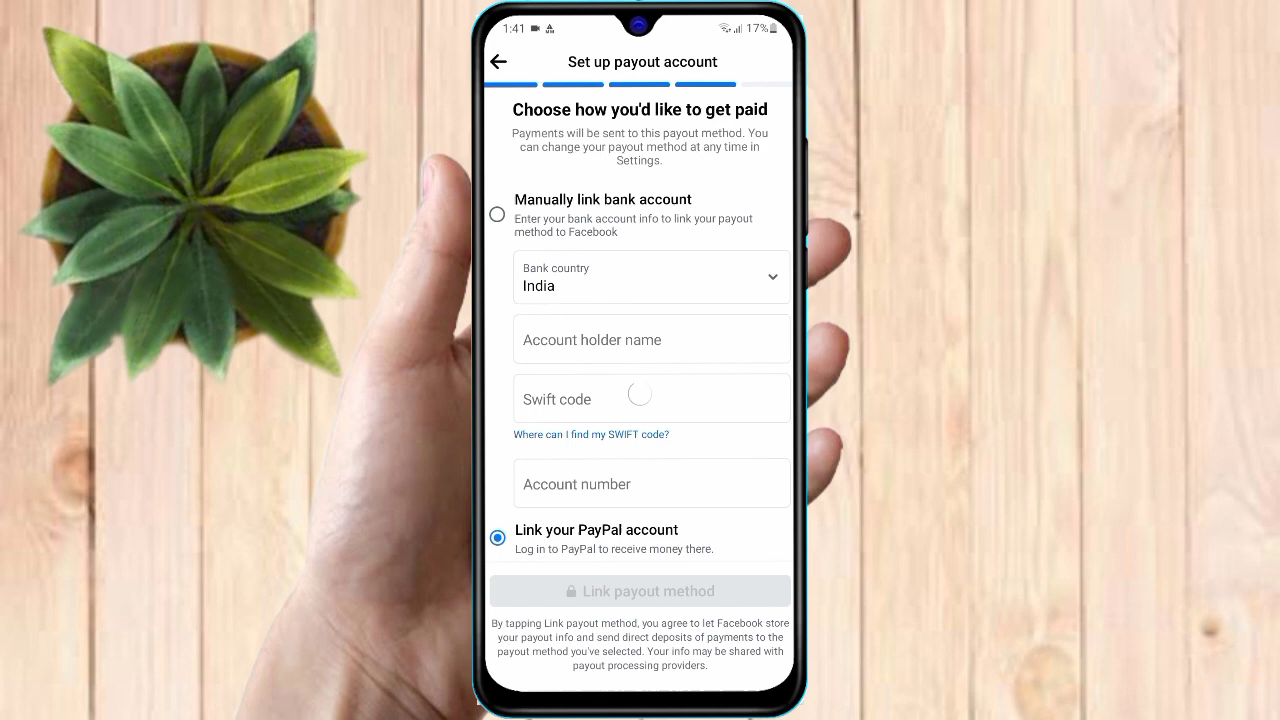 1:41
17%
Set up payout account
Choose how you'd like to get paid
Payments will be sent to this payout method. You
can change your payout method at any time in
Settings.
Manually link bank account
Enter your bank account info to link your payout
method to Facebook
Bank country
India
Account holder name
Swift code
Where can I find my SWIFT code?
Account number
Link your PayPal account
Log in to PayPal to receive money there.
Link payout method
By tapping Link payout method, you agree to let Facebook store
your payout info and send direct deposits of payments to the
payout method you've selected. Your info may be shared with
payout processing providers.